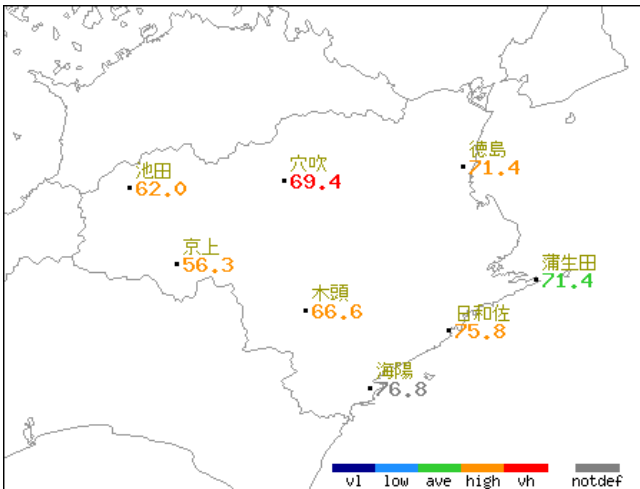 徳島
71.4
穴吹
69.4
池田
62.0
京上
56.3
蒲生田
71.4
木頭
66.6
日和佐
75.8
海陽
76.8
vl low ave high vh notdef